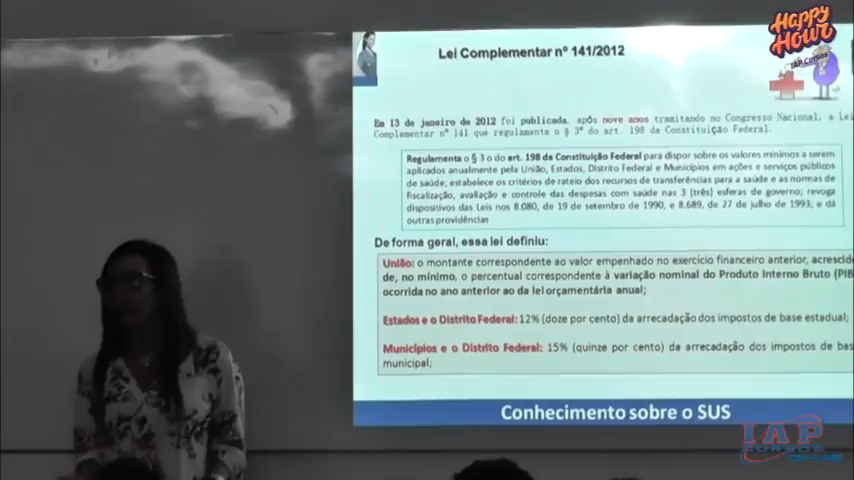 HAPPY
HOUR
IAP Cursos
Lei Complementar nº 141/2012
Em 13 de janeiro de 2012 foi publicada, após nove anos tramitando no Congresso Nacional, a Lei
Complementar nº 141 que regulamenta o § 3º do art. 198 da Constituição Federal.
Regulamenta o § 3 o do art. 198 da Constituição Federal para dispor sobre os valores mínimos a serem
aplicados anualmente pela União, Estados, Distrito Federal e Municípios em ações e serviços públicos
de saúde; estabelece os critérios de rateio dos recursos de transferências para a saúde e as normas de
fiscalização, avaliação e controle das despesas com saúde nas 3 (três) esferas de governo; revoga
dispositivos das Leis nos 8.080, de 19 de setembro de 1990, e 8.689, de 27 de julho de 1993; e dá
outras providências
De forma geral, essa lei definiu:
União: o montante correspondente ao valor empenhado no exercício financeiro anterior, acrescido
de, no mínimo, o percentual correspondente à variação nominal do Produto Interno Bruto (PIB
ocorrida no ano anterior ao da lei orçamentária anual;
Estados e o Distrito Federal: 12% (doze por cento) da arrecadação dos impostos de base estadual;
Municípios e o Distrito Federal: 15% (quinze por cento) da arrecadação dos impostos de bas
municipal;
Conhecimento sobre o SUS
IAP
CURSOS
ON-LINE